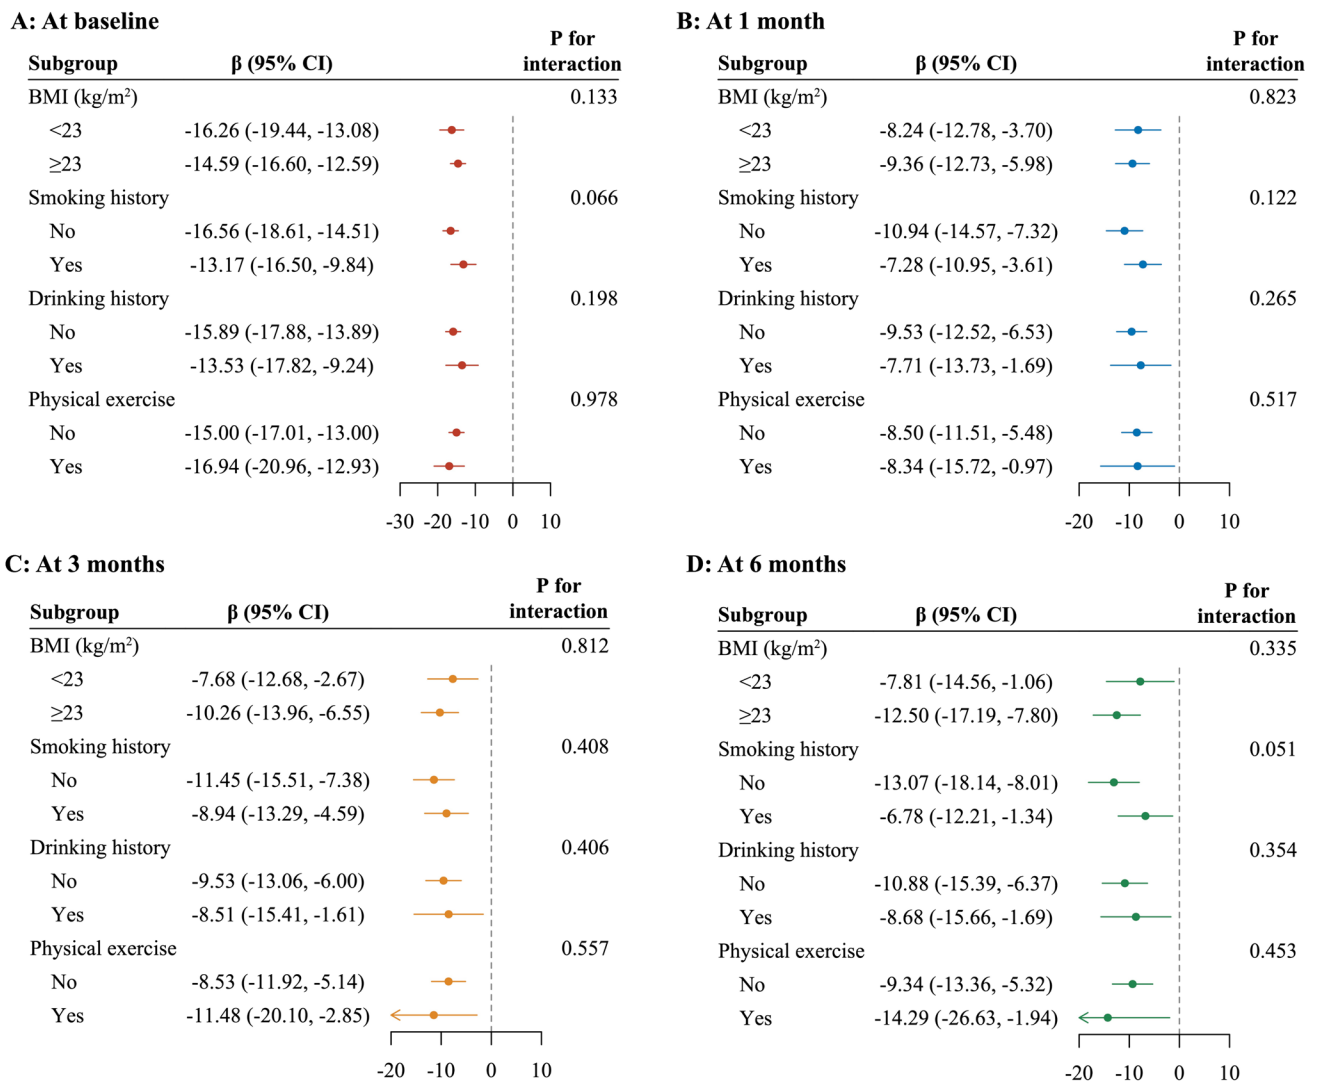 A: At baseline
Subgroup β (95% CI) P for interaction
BMI (kg/m²) 0.133
<23 -16.26 (-19.44, -13.08)
≥23 -14.59 (-16.60, -12.59)
Smoking history 0.066
No -16.56 (-18.61, -14.51)
Yes -13.17 (-16.50, -9.84)
Drinking history 0.198
No -15.89 (-17.88, -13.89)
Yes -13.53 (-17.82, -9.24)
Physical exercise 0.978
No -15.00 (-17.01, -13.00)
Yes -16.94 (-20.96, -12.93)
-30 -20 -10 0 10
B: At 1 month
Subgroup β (95% CI) P for interaction
BMI (kg/m²) 0.823
<23 -8.24 (-12.78, -3.70)
≥23 -9.36 (-12.73, -5.98)
Smoking history 0.122
No -10.94 (-14.57, -7.32)
Yes -7.28 (-10.95, -3.61)
Drinking history 0.265
No -9.53 (-12.52, -6.53)
Yes -7.71 (-13.73, -1.69)
Physical exercise 0.517
No -8.50 (-11.51, -5.48)
Yes -8.34 (-15.72, -0.97)
-20 -10 0 10
C: At 3 months
Subgroup β (95% CI) P for interaction
BMI (kg/m²) 0.812
<23 -7.68 (-12.68, -2.67)
≥23 -10.26 (-13.96, -6.55)
Smoking history 0.408
No -11.45 (-15.51, -7.38)
Yes -8.94 (-13.29, -4.59)
Drinking history 0.406
No -9.53 (-13.06, -6.00)
Yes -8.51 (-15.41, -1.61)
Physical exercise 0.557
No -8.53 (-11.92, -5.14)
Yes -11.48 (-20.10, -2.85)
-20 -10 0 10
D: At 6 months
Subgroup β (95% CI) P for interaction
BMI (kg/m²) 0.335
<23 -7.81 (-14.56, -1.06)
≥23 -12.50 (-17.19, -7.80)
Smoking history 0.051
No -13.07 (-18.14, -8.01)
Yes -6.78 (-12.21, -1.34)
Drinking history 0.354
No -10.88 (-15.39, -6.37)
Yes -8.68 (-15.66, -1.69)
Physical exercise 0.453
No -9.34 (-13.36, -5.32)
Yes -14.29 (-26.63, -1.94)
-20 -10 0 10